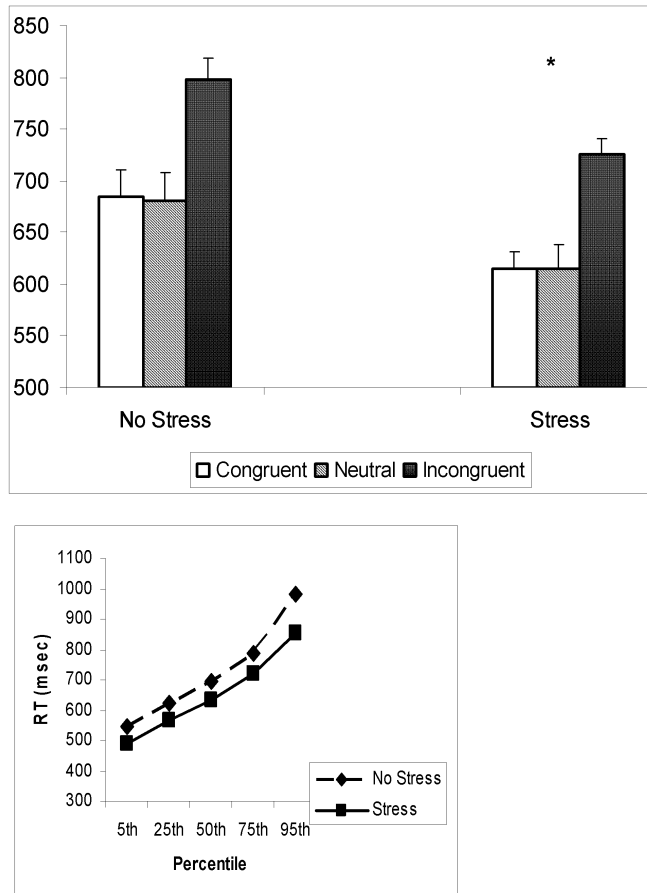 850
800
*
750
700
650
600
550
500
No Stress Stress
Congruent Neutral Incongruent
1100
1000
900
800
700
600
500
400
300
RT (msec)
5th 25th 50th 75th 95th
Percentile
No Stress
Stress